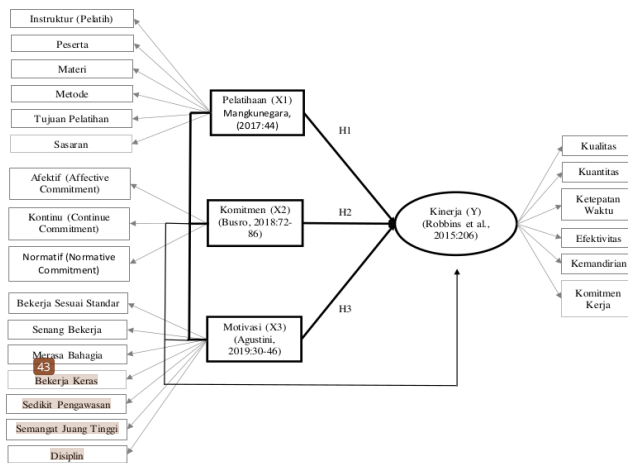 Instruktur (Pelatih)
Peserta
Materi
Metode
Tujuan Pelatihan
Sasaran
Pelatihaan (X1)
Mangkunegara,
(2017:44)
H1
Afektif (Affective
Commitment)
Kontinu (Continue
Commitment)
Normatif (Normative
Commitment)
Komitmen (X2)
(Busro, 2018:72-
86)
H2
Bekerja Sesuai Standar
Senang Bekerja
Merasa Bahagia
43
Bekerja Keras
Sedikit Pengawasan
Semangat Juang Tinggi
Disiplin
Motivasi (X3)
(Agustini,
2019:30-46)
H3
Kinerja (Y)
(Robbins et al.,
2015:206)
Kualitas
Kuantitas
Ketepatan
Waktu
Efektivitas
Kemandirian
Komitmen
Kerja